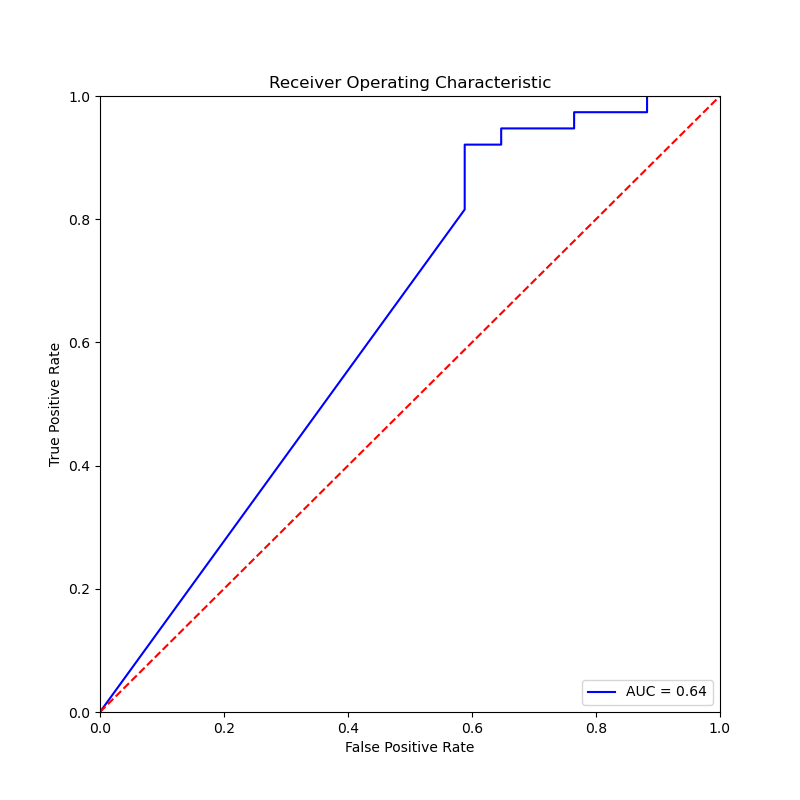 Receiver Operating Characteristic
1.0
0.8
0.6
0.4
0.2
0.0
True Positive Rate
AUC = 0.64
0.0 0.2 0.4 0.6 0.8 1.0
False Positive Rate